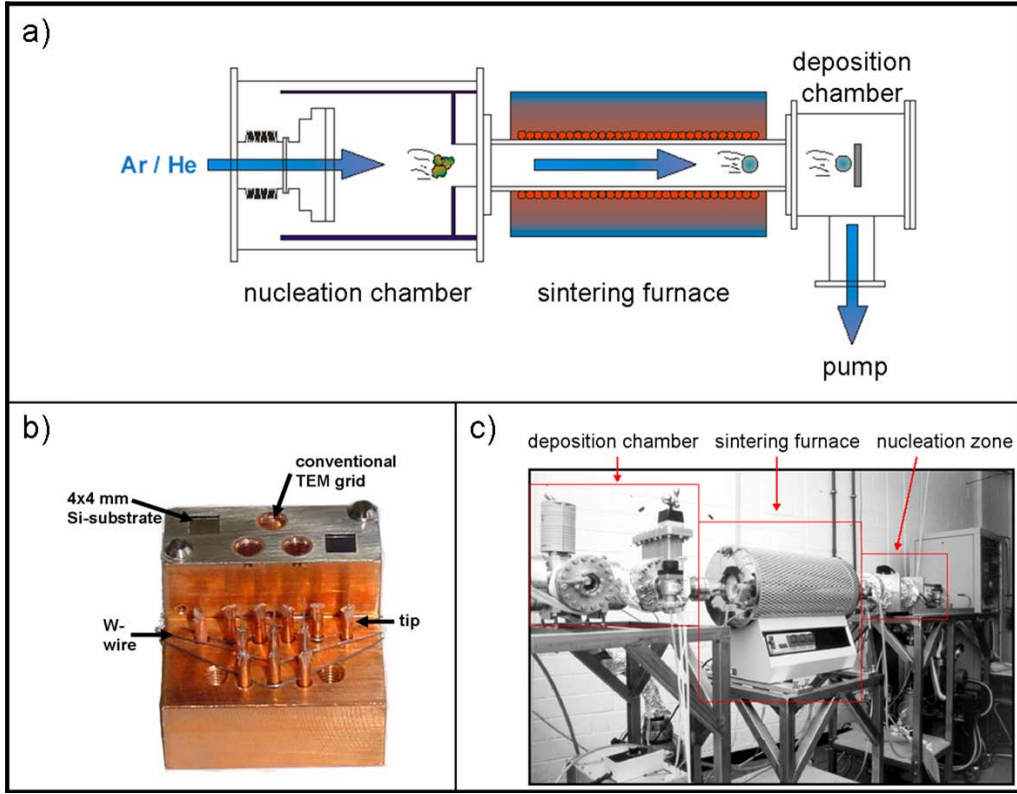 a)
deposition
chamber
Ar / He
nucleation chamber
sintering furnace
pump
b)
conventional
TEM grid
4x4 mm
Si-substrate
W-
wire
tip
c)
deposition chamber
sintering furnace
nucleation zone